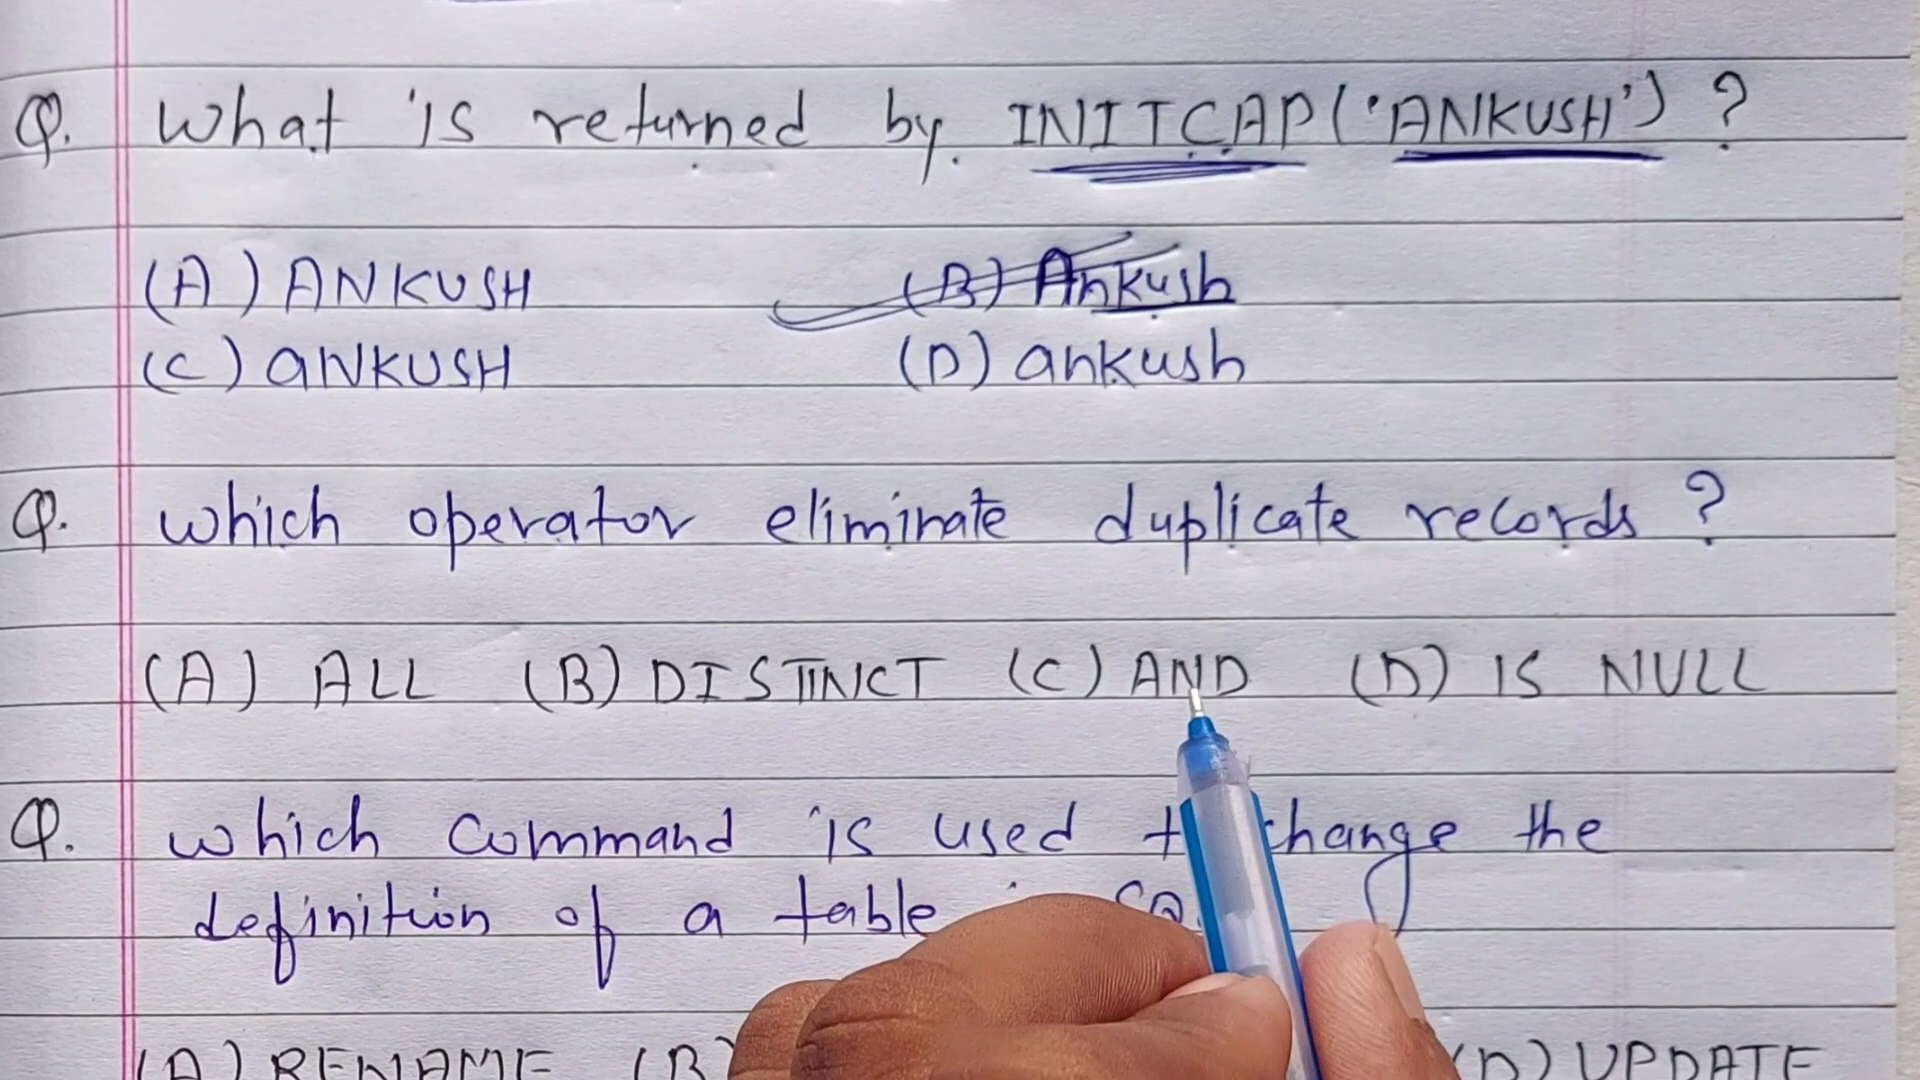 Q. What is returned by INITCAP('ANKUSH') ?
(A) ANKUSH (B) Ankush
(C) aNKUSH (D) ankush
Q. which operator eliminate duplicate records ?
(A) ALL (B) DISTINCT (C) AND (D) IS NULL
Q. which command is used change the
definition of a table
(A) RENAME (B) (D) UPDATE